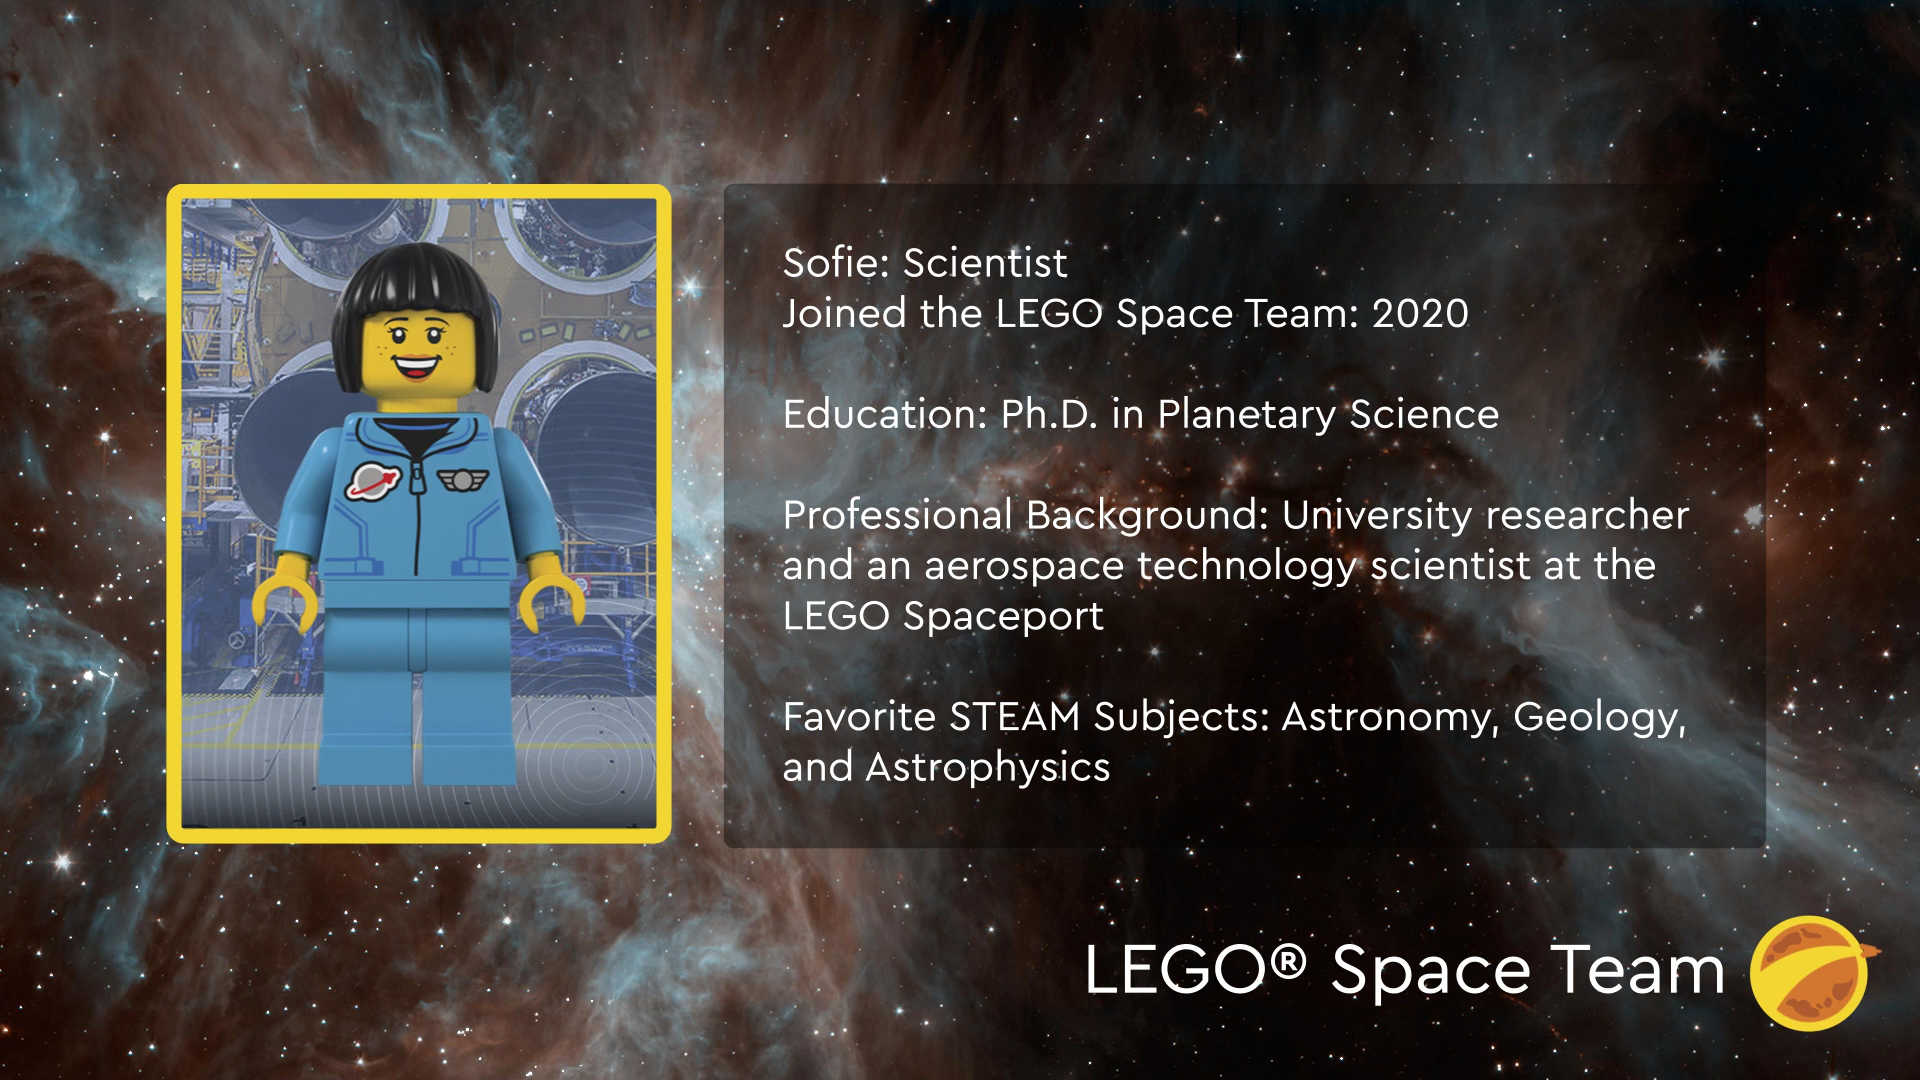 Sofie: Scientist
Joined the LEGO Space Team: 2020
Education: Ph.D. in Planetary Science
Professional Background: University researcher
and an aerospace technology scientist at the
LEGO Spaceport
Favorite STEAM Subjects: Astronomy, Geology,
and Astrophysics
LEGO® Space Team